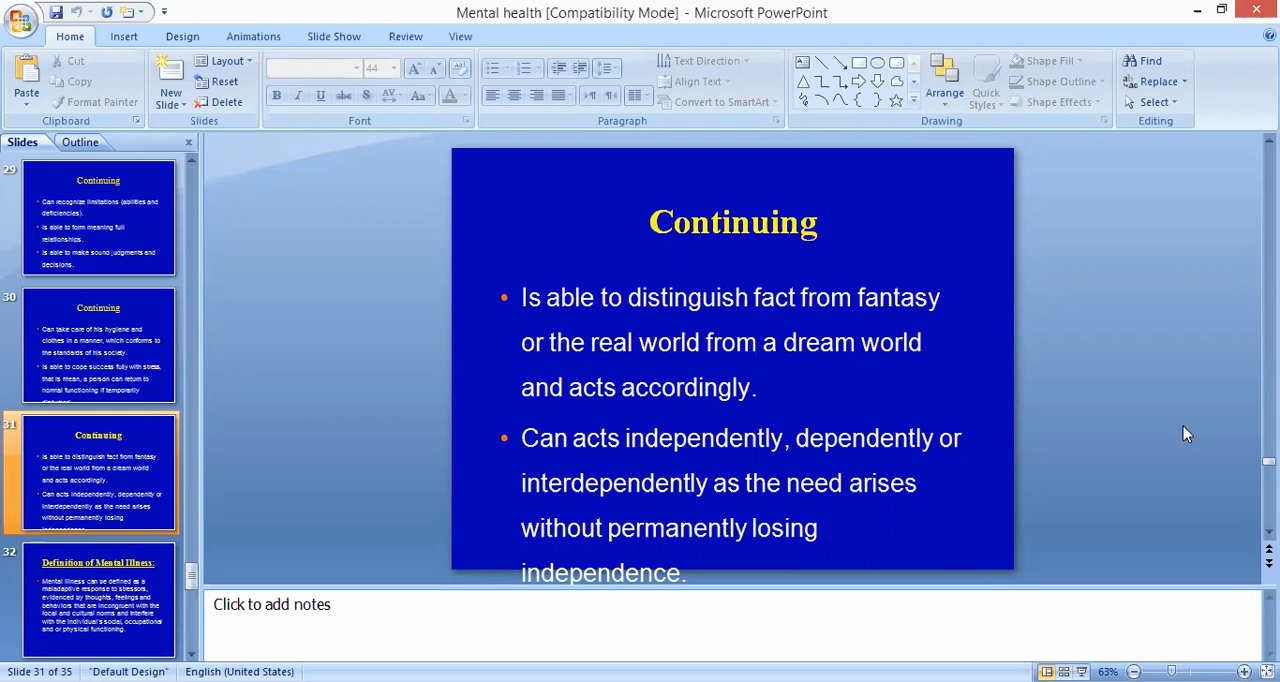 Mental health [Compatibility Mode] - Microsoft PowerPoint
Home Insert Design Animations Slide Show Review View
Paste
Cut
Copy
Format Painter
Clipboard
New
Slide
Layout
Reset
Delete
Slides
44
B I U abc S AV Aa A
Font
Text Direction
Align Text
Convert to SmartArt
Paragraph
Arrange
Quick
Styles
Shape Fill
Shape Outline
Shape Effects
Drawing
Find
Replace
Select
Editing
Slides Outline
29
Continuing
• Can recognize limitations (abilities and
deficiencies).
• Is able to form meaning full
relationships.
• Is able to make sound judgments and
decisions.
30
Continuing
• Can take care of his hygiene and
clothes in a manner, which conforms to
the standards of his society.
• Is able to cope success fully with stress,
that is mean, a person can return to
normal functioning if temporarily
31
Continuing
• Is able to distinguish fact from fantasy
or the real world from a dream world
and acts accordingly.
• Can acts independently, dependently or
interdependently as the need arises
without permanently losing
32
Definition of Mental Illness:
• Mental illness can be defined as a
maladaptive response to stressors,
evidenced by thoughts, feelings and
behaviors that are incongruent with the
local and cultural norms and interfere
with the individual's social, occupational
and or physical functioning.
Continuing
• Is able to distinguish fact from fantasy
or the real world from a dream world
and acts accordingly.
• Can acts independently, dependently or
interdependently as the need arises
without permanently losing
independence.
Click to add notes
Slide 31 of 35 "Default Design" English (United States) 63%